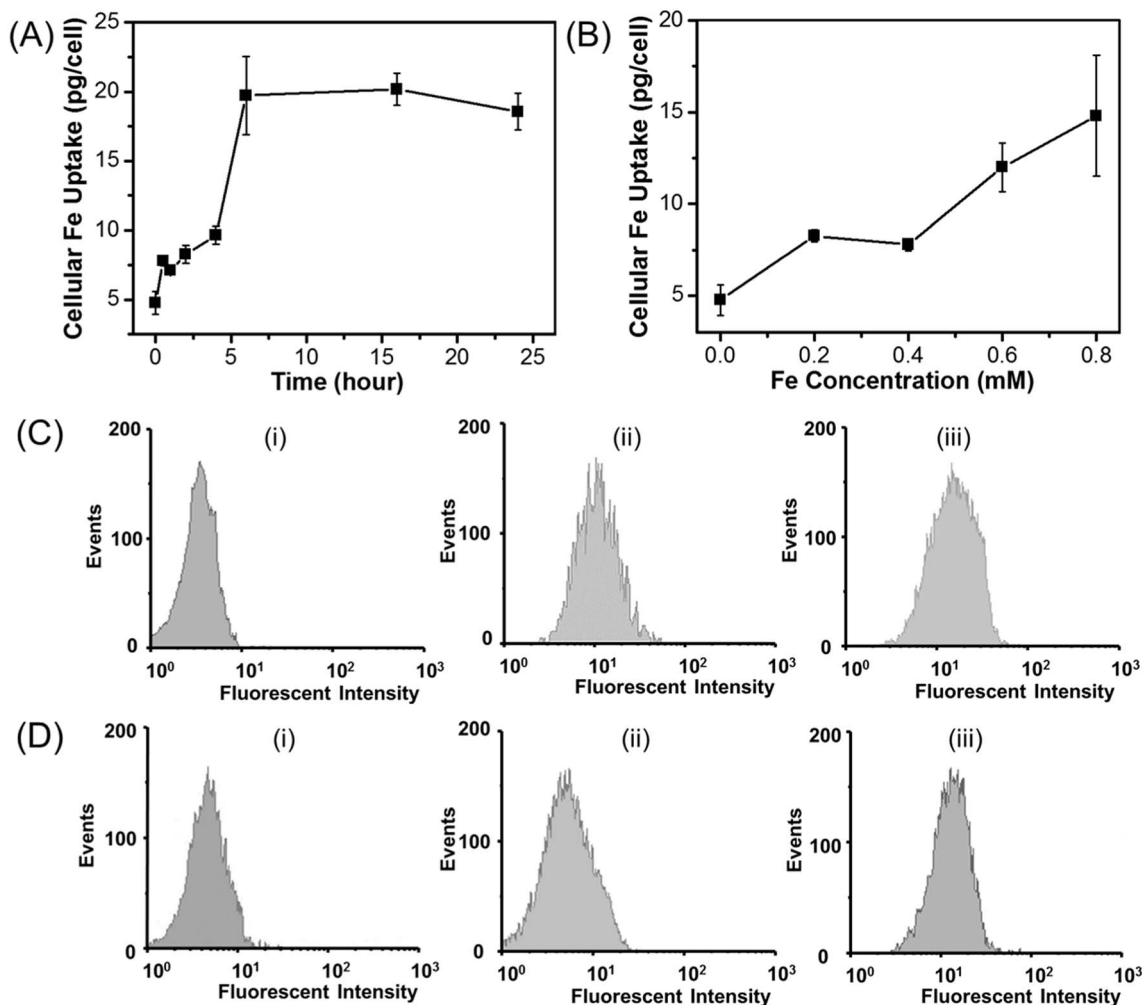 (A)
Cellular Fe Uptake (pg/cell)
25
20
15
10
5
0 5 10 15 20 25
Time (hour)
(B)
Cellular Fe Uptake (pg/cell)
20
15
10
5
0.0 0.2 0.4 0.6 0.8
Fe Concentration (mM)
(C)
(i)
Events
200
100
0
10⁰ 10¹ 10² 10³
Fluorescent Intensity
(ii)
Events
200
100
0
10⁰ 10¹ 10² 10³
Fluorescent Intensity
(iii)
Events
200
100
0
10⁰ 10¹ 10² 10³
Fluorescent Intensity
(D)
(i)
Events
200
100
0
10⁰ 10¹ 10² 10³
Fluorescent Intensity
(ii)
Events
200
100
0
10⁰ 10¹ 10² 10³
Fluorescent Intensity
(iii)
Events
200
100
0
10⁰ 10¹ 10² 10³
Fluorescent Intensity